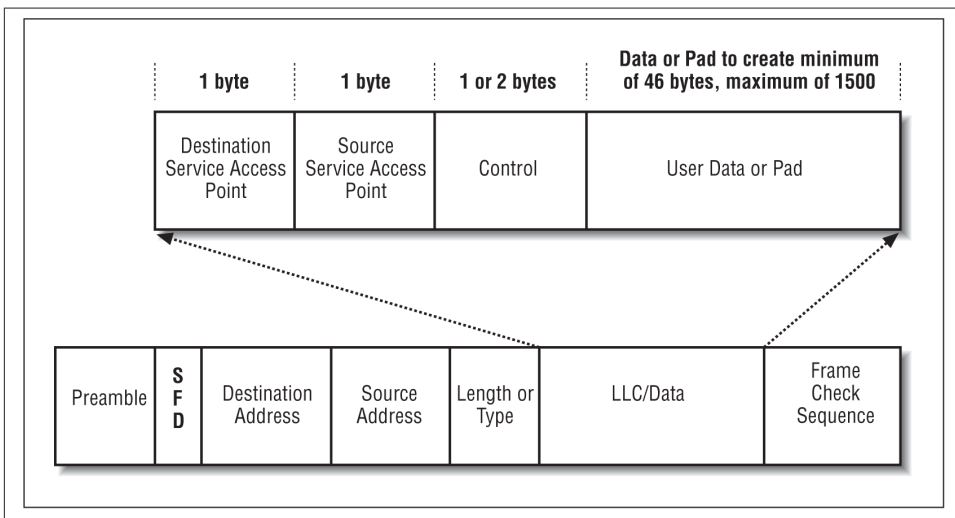 1 byte
1 byte
1 or 2 bytes
Data or Pad to create minimum
of 46 bytes, maximum of 1500
Destination
Service Access
Point
Source
Service Access
Point
Control
User Data or Pad
Preamble
S
F
D
Destination
Address
Source
Address
Length or
Type
LLC/Data
Frame
Check
Sequence